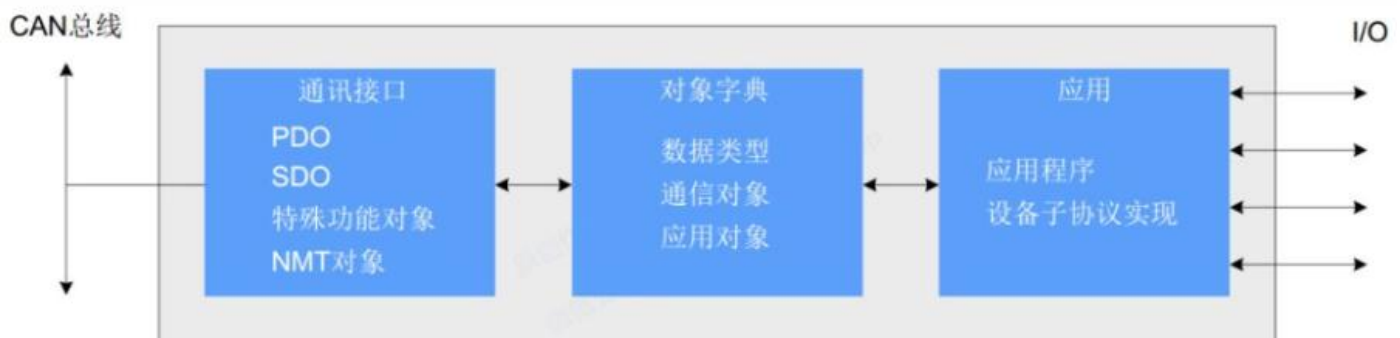 CAN总线
I/O
通讯接口
PDO
SDO
特殊功能对象
NMT对象
对象字典
数据类型
通信对象
应用对象
应用
应用程序
设备子协议实现